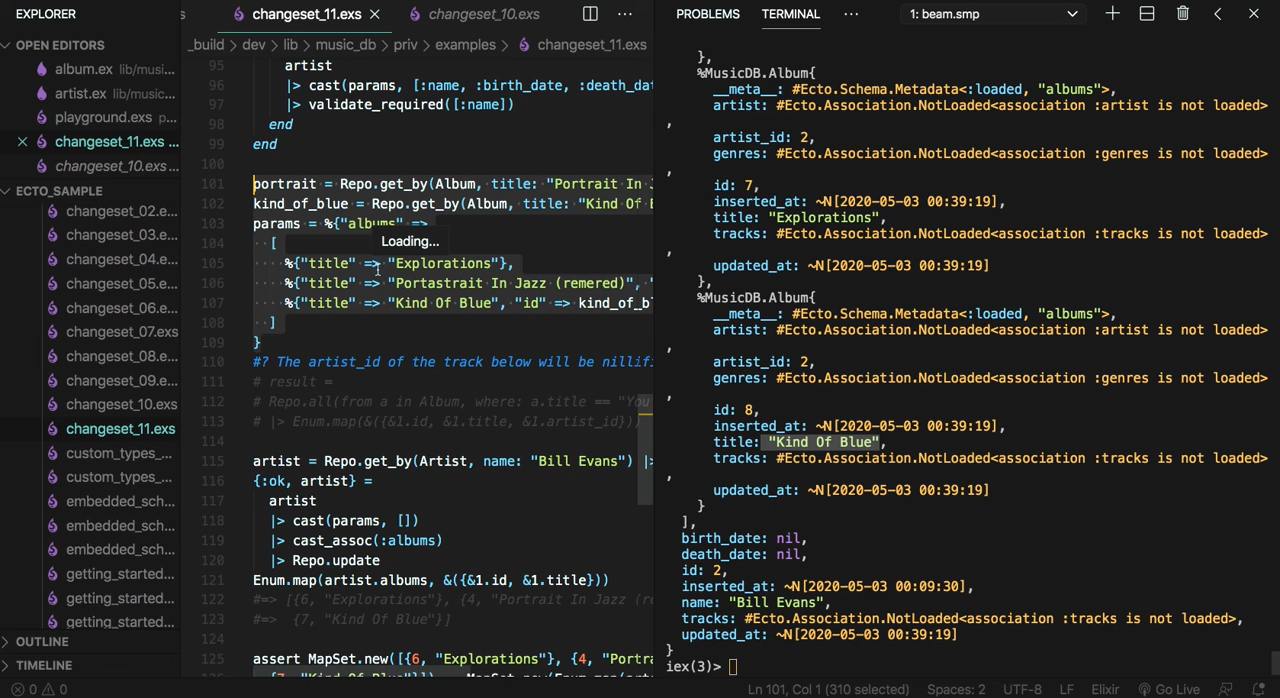 EXPLORER
OPEN EDITORS
album.ex lib/musi...
artist.ex lib/music...
playground.exs p...
changeset_11.exs ...
changeset_10.exs...
ECTO_SAMPLE
changeset_02.e...
changeset_03.e...
changeset_04.e...
changeset_05.e...
changeset_06.e...
changeset_07.exs
changeset_08.e...
changeset_09.e...
changeset_10.exs
changeset_11.exs
custom_types_...
custom_types_...
embedded_sch...
embedded_sch...
embedded_sch...
getting_started...
getting_started...
getting_started...
OUTLINE
TIMELINE
changeset_11.exs
changeset_10.exs
_build > dev > lib > music_db > priv > examples > changeset_11.exs
95 artist
96 |> cast(params, [:name, :birth_date, :death_dat
97 |> validate_required([:name])
98 end
99 end
100
101 portrait = Repo.get_by(Album, title: "Portrait In J
102 kind_of_blue = Repo.get_by(Album, title: "Kind Of B
103 params = %{"albums" =>
Loading...
104 [
105 %{"title" => "Explorations"},
106 %{"title" => "Portastrait In Jazz (remered)", "
107 %{"title" => "Kind Of Blue", "id" => kind_of_bl
108 ]
109 }
110 #? The artist_id of the track below will be nillifi
111 # result =
112 # Repo.all(from a in Album, where: a.title == "You
113 # |> Enum.map(&({&1.id, &1.title, &1.artist_id}))
114
115 artist = Repo.get_by(Artist, name: "Bill Evans") |>
116 {:ok, artist} =
117 artist
118 |> cast(params, [])
119 |> cast_assoc(:albums)
120 |> Repo.update
121 Enum.map(artist.albums, &({&1.id, &1.title}))
122 #=> [{6, "Explorations"}, {4, "Portrait In Jazz (re
123 #=> {7, "Kind Of Blue"}]
124
125 assert MapSet.new([{6, "Explorations"}, {4, "Portra
PROBLEMS TERMINAL ... 1: beam.smp
},
%MusicDB.Album{
__meta__: #Ecto.Schema.Metadata<:loaded, "albums">,
artist: #Ecto.Association.NotLoaded<association :artist is not loaded>
,
artist_id: 2,
genres: #Ecto.Association.NotLoaded<association :genres is not loaded>
,
id: 7,
inserted_at: ~N[2020-05-03 00:39:19],
title: "Explorations",
tracks: #Ecto.Association.NotLoaded<association :tracks is not loaded>
,
updated_at: ~N[2020-05-03 00:39:19]
},
%MusicDB.Album{
__meta__: #Ecto.Schema.Metadata<:loaded, "albums">,
artist: #Ecto.Association.NotLoaded<association :artist is not loaded>
,
artist_id: 2,
genres: #Ecto.Association.NotLoaded<association :genres is not loaded>
,
id: 8,
inserted_at: ~N[2020-05-03 00:39:19],
title: "Kind Of Blue",
tracks: #Ecto.Association.NotLoaded<association :tracks is not loaded>
,
updated_at: ~N[2020-05-03 00:39:19]
}
],
birth_date: nil,
death_date: nil,
id: 2,
inserted_at: ~N[2020-05-03 00:09:30],
name: "Bill Evans",
tracks: #Ecto.Association.NotLoaded<association :tracks is not loaded>,
updated_at: ~N[2020-05-03 00:39:19]
}
iex(3)>
0 0 Ln 101, Col 1 (310 selected) Spaces: 2 UTF-8 LF Elixir Go Live